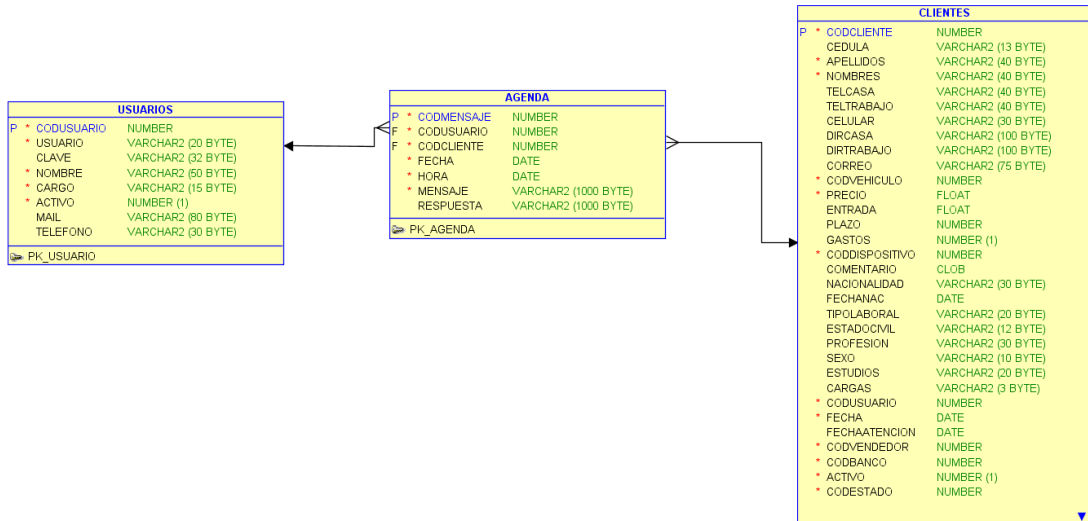 USUARIOS
P * CODUSUARIO NUMBER
* USUARIO VARCHAR2 (20 BYTE)
CLAVE VARCHAR2 (32 BYTE)
* NOMBRE VARCHAR2 (50 BYTE)
* CARGO VARCHAR2 (15 BYTE)
* ACTIVO NUMBER (1)
MAIL VARCHAR2 (80 BYTE)
TELEFONO VARCHAR2 (30 BYTE)
PK_USUARIO
AGENDA
P * CODMENSAJE NUMBER
F * CODUSUARIO NUMBER
F * CODCLIENTE NUMBER
* FECHA DATE
* HORA DATE
* MENSAJE VARCHAR2 (1000 BYTE)
RESPUESTA VARCHAR2 (1000 BYTE)
PK_AGENDA
CLIENTES
P * CODCLIENTE NUMBER
CEDULA VARCHAR2 (13 BYTE)
* APELLIDOS VARCHAR2 (40 BYTE)
* NOMBRES VARCHAR2 (40 BYTE)
TELCASA VARCHAR2 (40 BYTE)
TELTRABAJO VARCHAR2 (40 BYTE)
CELULAR VARCHAR2 (30 BYTE)
DIRCASA VARCHAR2 (100 BYTE)
DIRTRABAJO VARCHAR2 (100 BYTE)
CORREO VARCHAR2 (75 BYTE)
* CODVEHICULO NUMBER
* PRECIO FLOAT
ENTRADA FLOAT
PLAZO NUMBER
GASTOS NUMBER (1)
* CODDISPOSITIVO NUMBER
COMENTARIO CLOB
NACIONALIDAD VARCHAR2 (30 BYTE)
FECHANAC DATE
TIPOLABORAL VARCHAR2 (20 BYTE)
ESTADOCIVIL VARCHAR2 (12 BYTE)
PROFESION VARCHAR2 (30 BYTE)
SEXO VARCHAR2 (10 BYTE)
ESTUDIOS VARCHAR2 (20 BYTE)
CARGAS VARCHAR2 (3 BYTE)
* CODUSUARIO NUMBER
* FECHA DATE
FECHAATENCION DATE
* CODVENDEDOR NUMBER
* CODBANCO NUMBER
* ACTIVO NUMBER (1)
* CODESTADO NUMBER